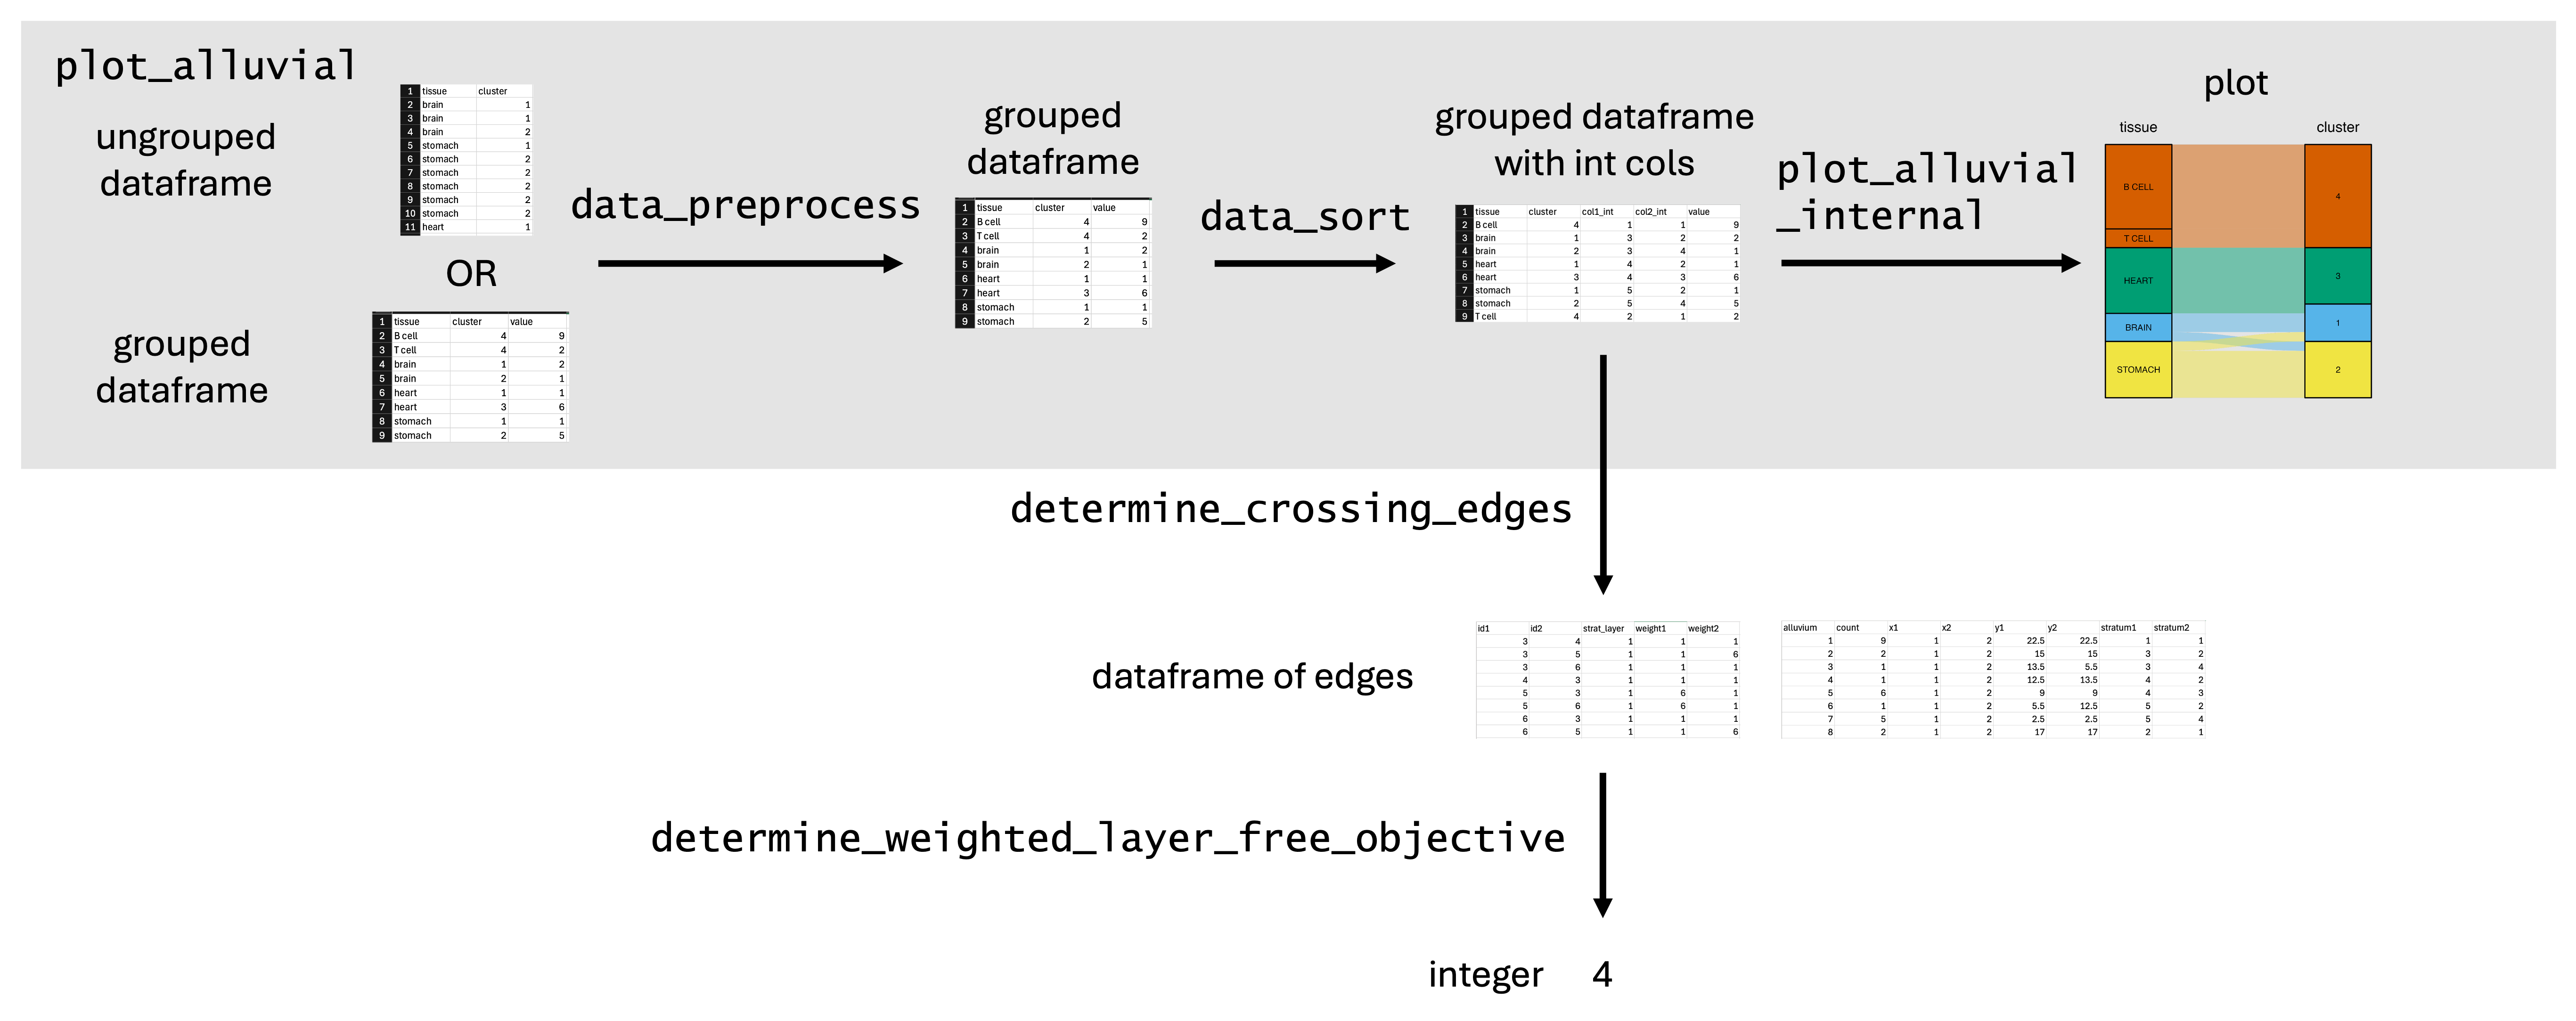 plot_alluvial
ungrouped
dataframe
1 tissue cluster
2 brain 1
3 brain 1
4 brain 2
5 stomach 1
6 stomach 2
7 stomach 2
8 stomach 2
9 stomach 2
10 stomach 2
11 heart 1
OR
grouped
dataframe
1 tissue cluster value
2 B cell 4 9
3 T cell 4 2
4 brain 1 2
5 brain 2 1
6 heart 1 1
7 heart 3 6
8 stomach 1 1
9 stomach 2 5
data_preprocess
grouped
dataframe
1 tissue cluster value
2 B cell 4 9
3 T cell 4 2
4 brain 1 2
5 brain 2 1
6 heart 1 1
7 heart 3 6
8 stomach 1 1
9 stomach 2 5
data_sort
grouped dataframe
with int cols
1 tissue cluster col1_int col2_int value
2 B cell 4 1 1 9
3 brain 1 3 2 2
4 brain 2 3 4 1
5 heart 1 4 2 1
6 heart 3 4 3 6
7 stomach 1 5 2 1
8 stomach 2 5 4 5
9 T cell 4 2 1 2
plot_alluvial
_internal
plot
tissue cluster
B CELL
4
T CELL
HEART
3
BRAIN
1
STOMACH
2
determine_crossing_edges
dataframe of edges
id1 id2 strat_layer weight1 weight2
3 4 1 1 1
3 5 1 1 6
3 6 1 1 1
4 3 1 1 1
5 3 1 6 1
5 6 1 6 1
6 3 1 1 1
6 5 1 1 6
alluvium count x1 x2 y1 y2 stratum1 stratum2
1 9 1 2 22.5 22.5 1 1
2 2 1 2 15 15 3 2
3 1 1 2 13.5 5.5 3 4
4 1 1 2 12.5 13.5 4 2
5 6 1 2 9 9 4 3
6 1 1 2 5.5 12.5 5 2
7 5 1 2 2.5 2.5 5 4
8 2 1 2 17 17 2 1
determine_weighted_layer_free_objective
integer 4